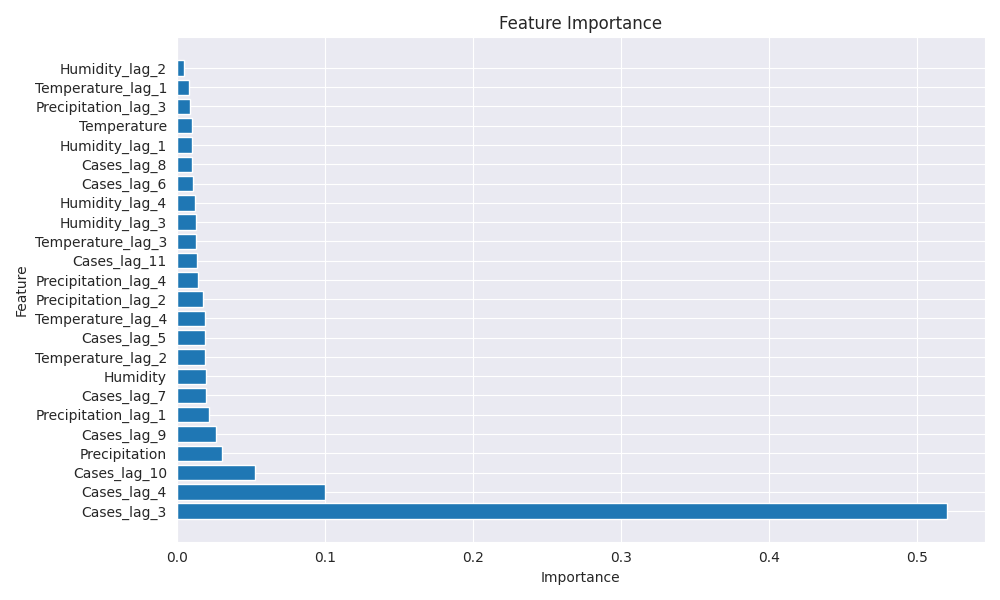 Feature Importance
Humidity_lag_2
Temperature_lag_1
Precipitation_lag_3
Temperature
Humidity_lag_1
Cases_lag_8
Cases_lag_6
Humidity_lag_4
Humidity_lag_3
Temperature_lag_3
Cases_lag_11
Precipitation_lag_4
Precipitation_lag_2
Temperature_lag_4
Cases_lag_5
Temperature_lag_2
Humidity
Cases_lag_7
Precipitation_lag_1
Cases_lag_9
Precipitation
Cases_lag_10
Cases_lag_4
Cases_lag_3
Feature
0.0 0.1 0.2 0.3 0.4 0.5
Importance